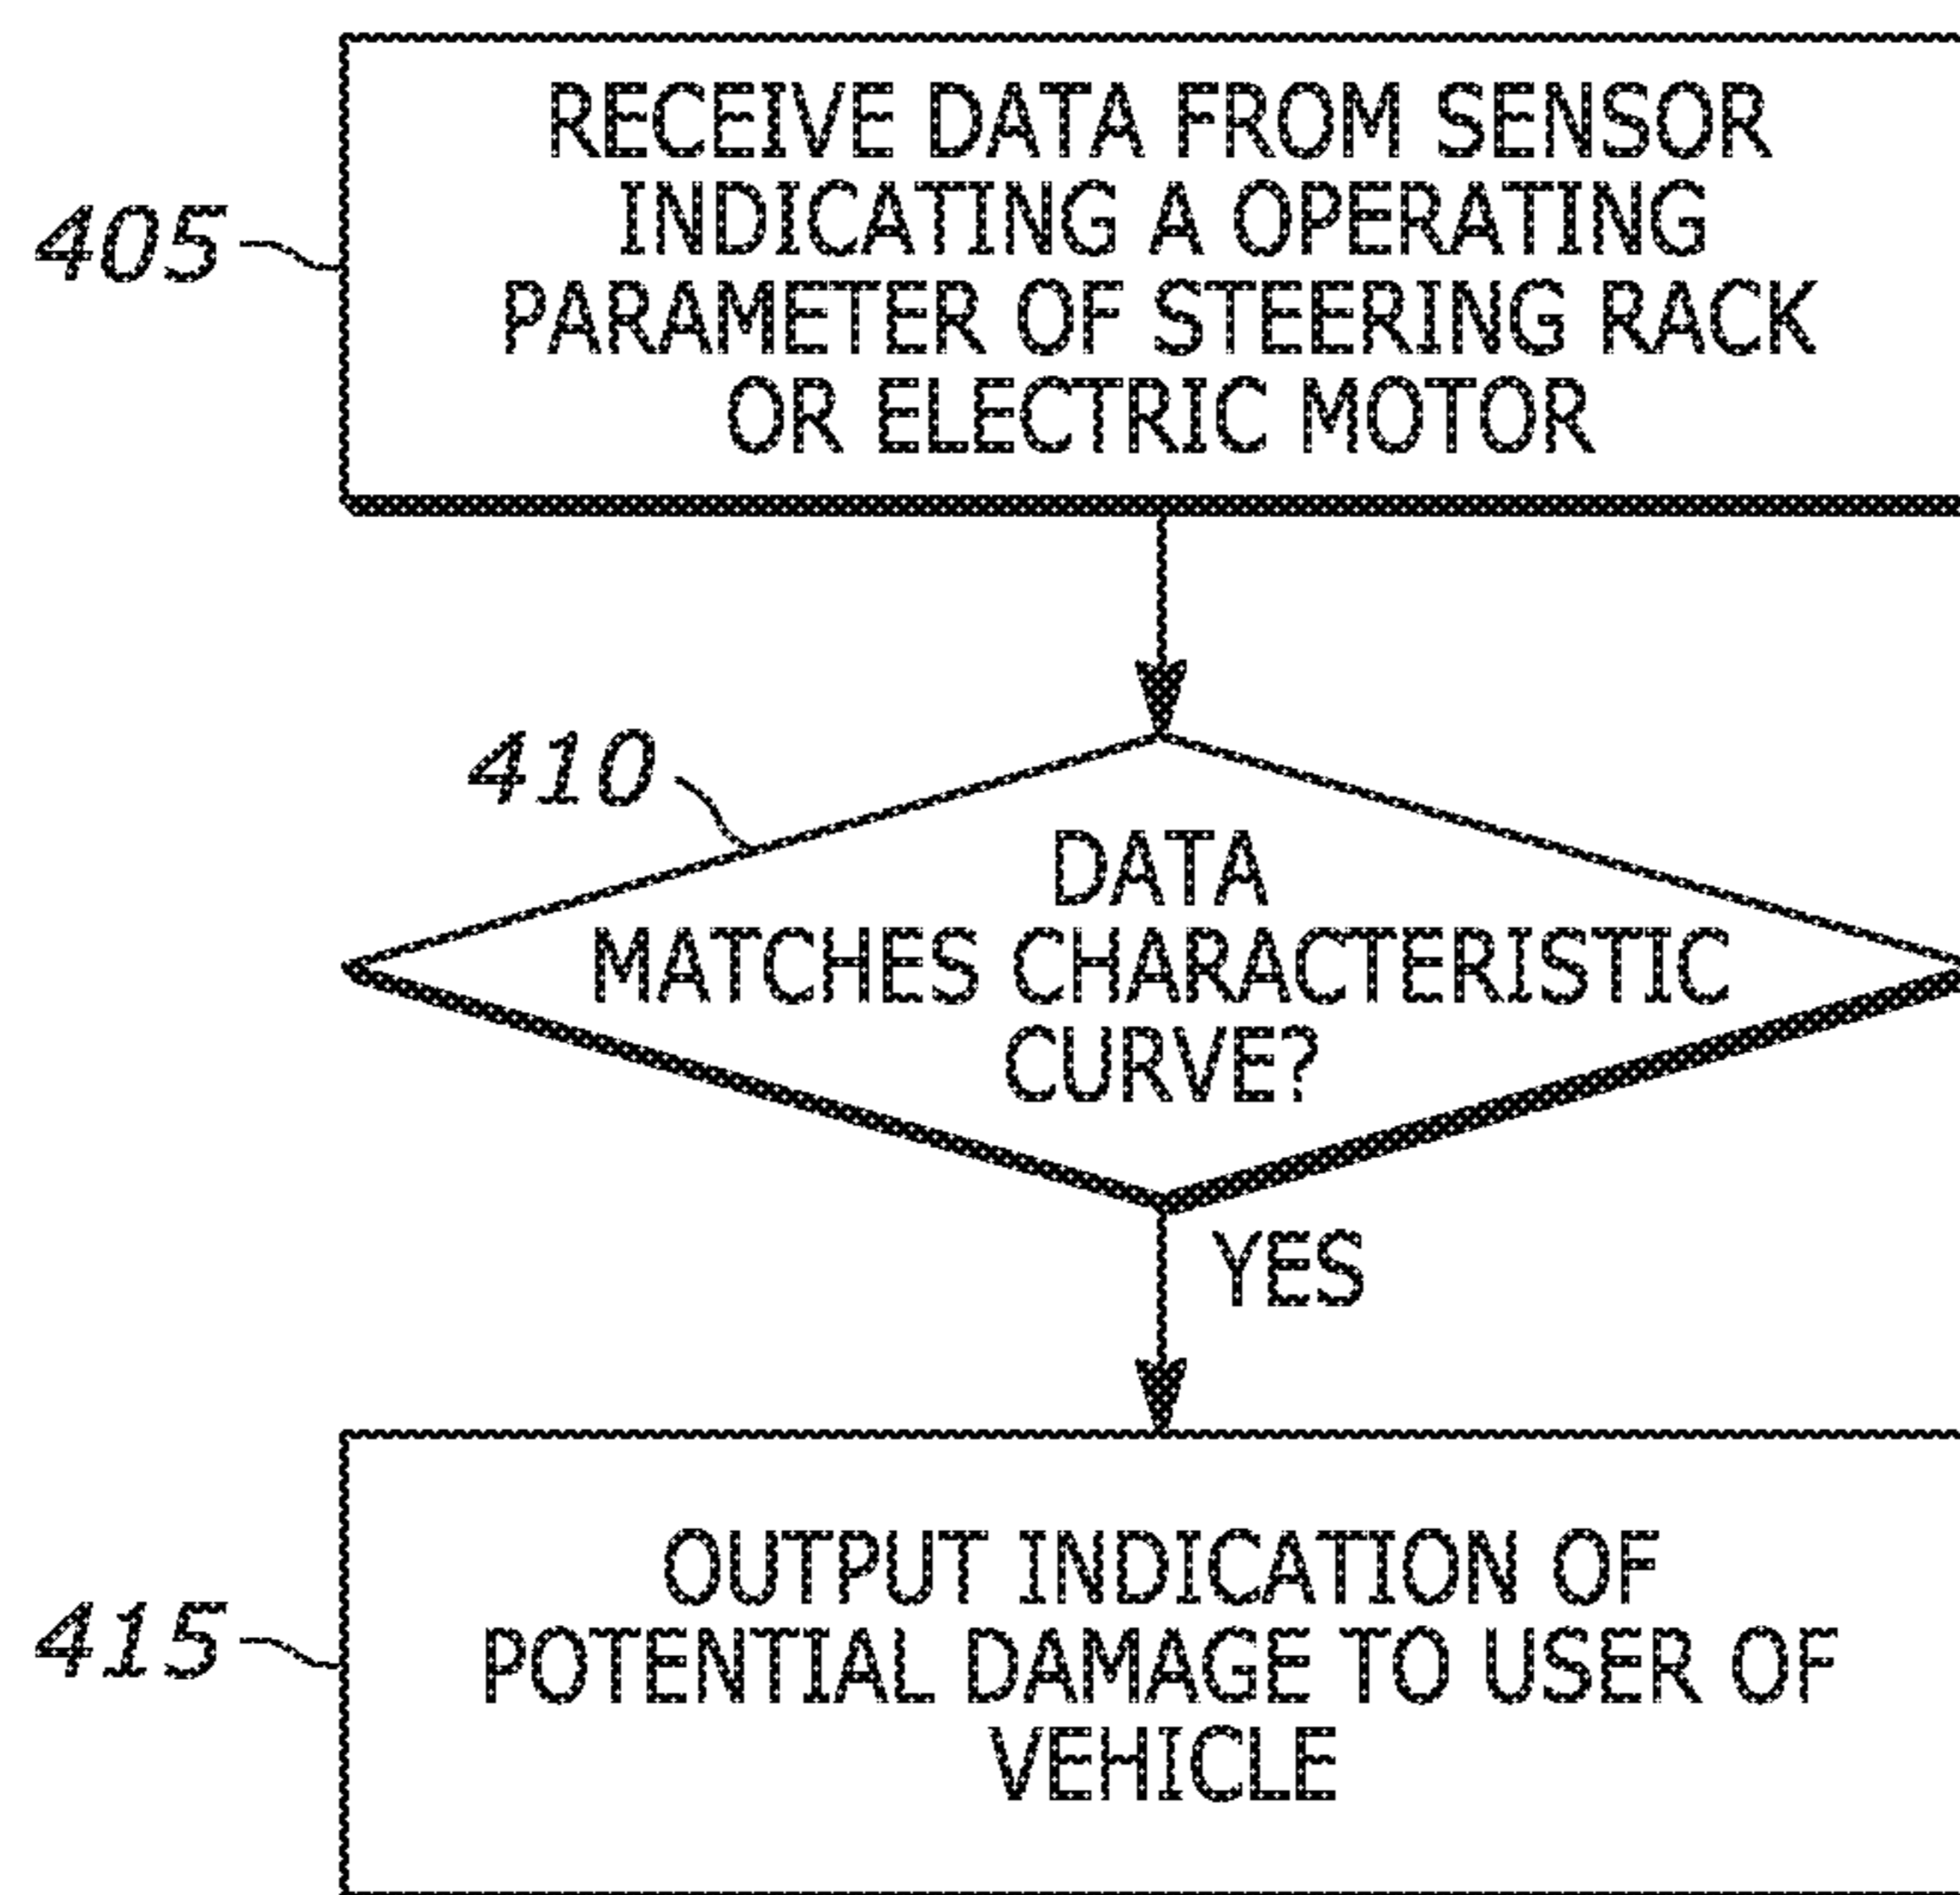 405
RECEIVE DATA FROM SENSOR
INDICATING A OPERATING
PARAMETER OF STEERING RACK
OR ELECTRIC MOTOR
410
DATA
MATCHES CHARACTERISTIC
CURVE?
YES
415
OUTPUT INDICATION OF
POTENTIAL DAMAGE TO USER OF
VEHICLE